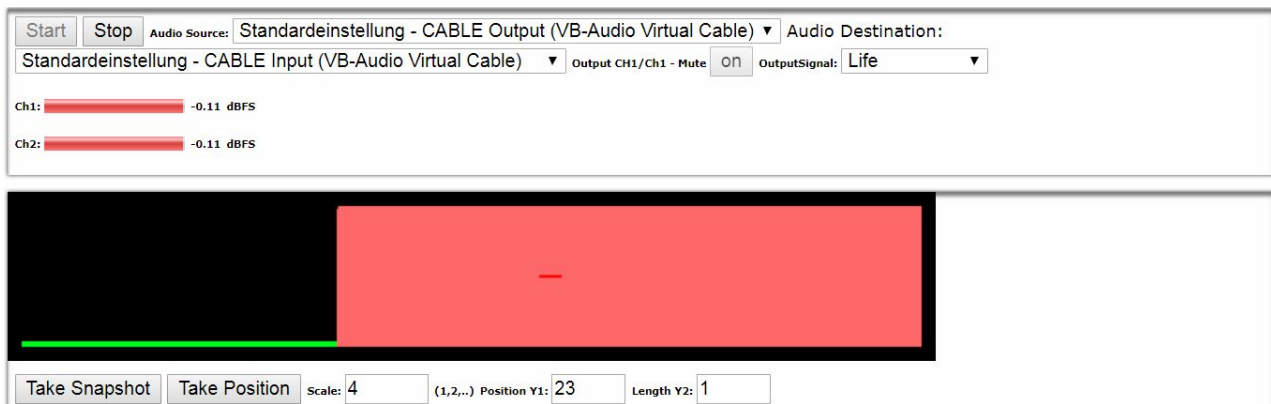 Start Stop Audio Source: Standardeinstellung - CABLE Output (VB-Audio Virtual Cable) Audio Destination:
Standardeinstellung - CABLE Input (VB-Audio Virtual Cable) Output CH1/Ch1 - Mute on OutputSignal: Life
Ch1: -0.11 dBFS
Ch2: -0.11 dBFS
Take Snapshot Take Position Scale: 4 (1,2,..) Position Y1: 23 Length Y2: 1